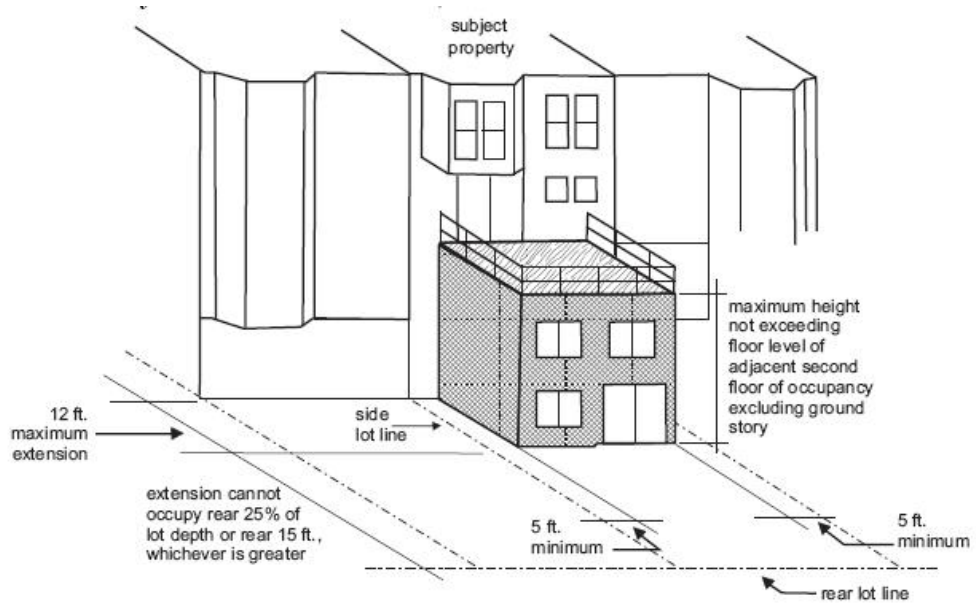 subject
property
maximum height
not exceeding
floor level of
adjacent second
floor of occupancy
excluding ground
story
12 ft.
maximum
extension
side
lot line
extension cannot
occupy rear 25% of
lot depth or rear 15 ft.,
whichever is greater
5 ft.
minimum
5 ft.
minimum
rear lot line